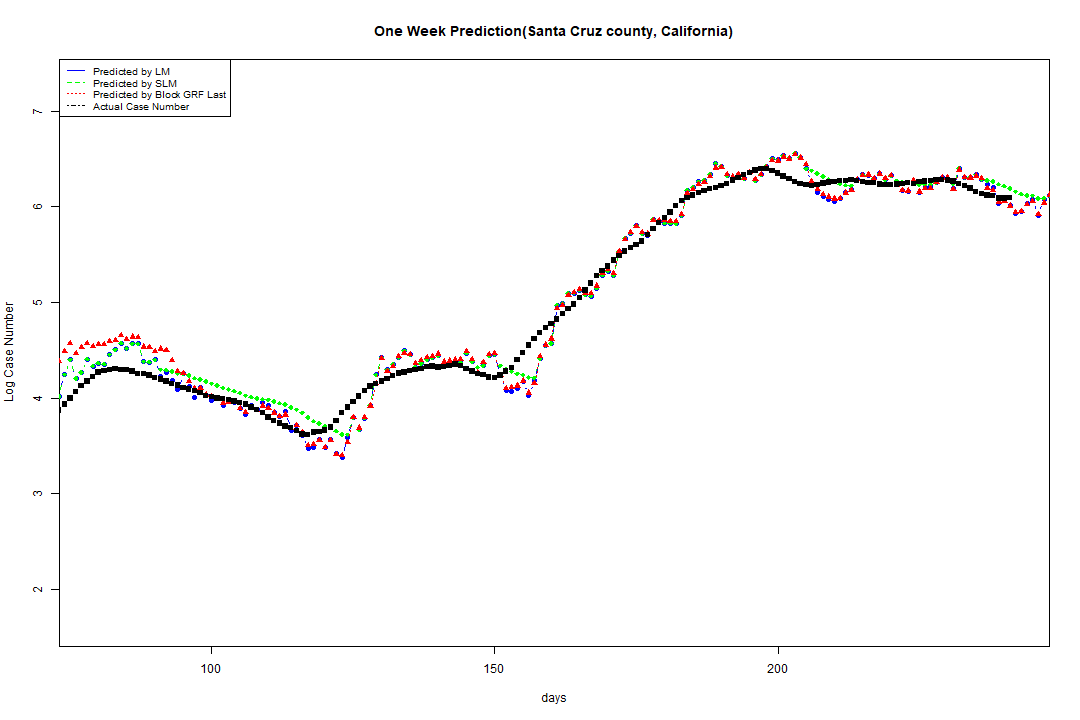 One Week Prediction(Santa Cruz county, California)
Predicted by LM
Predicted by SLM
Predicted by Block GRF Last
Actual Case Number
7
6
5
4
3
2
Log Case Number
100 150 200
days